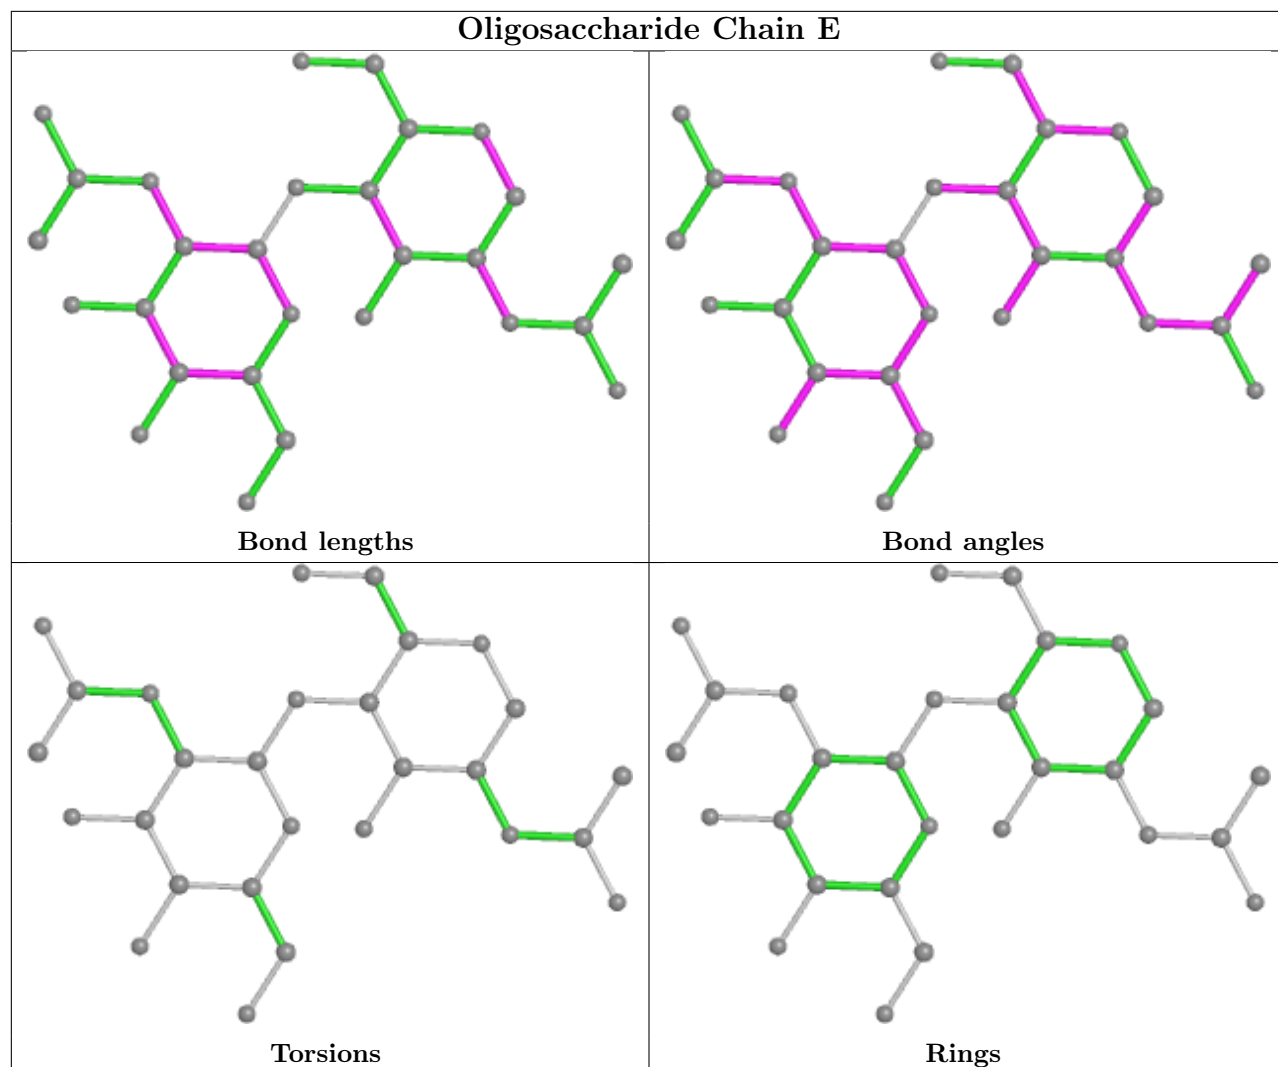 Oligosaccharide Chain E
Bond lengths
Bond angles
Torsions
Rings